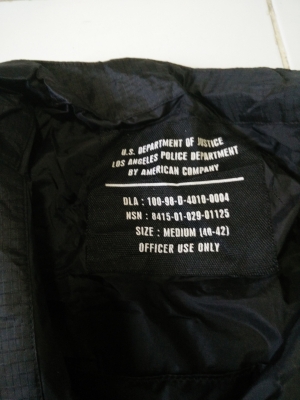 U.S. DEPARTMENT OF JUSTICE
LOS ANGELES POLICE DEPARTMENT
BY AMERICAN COMPANY
DLA : 100-98-D-4010-0004
NSN : 8415-01-029-01125
SIZE : MEDIUM (40-42)
OFFICER USE ONLY